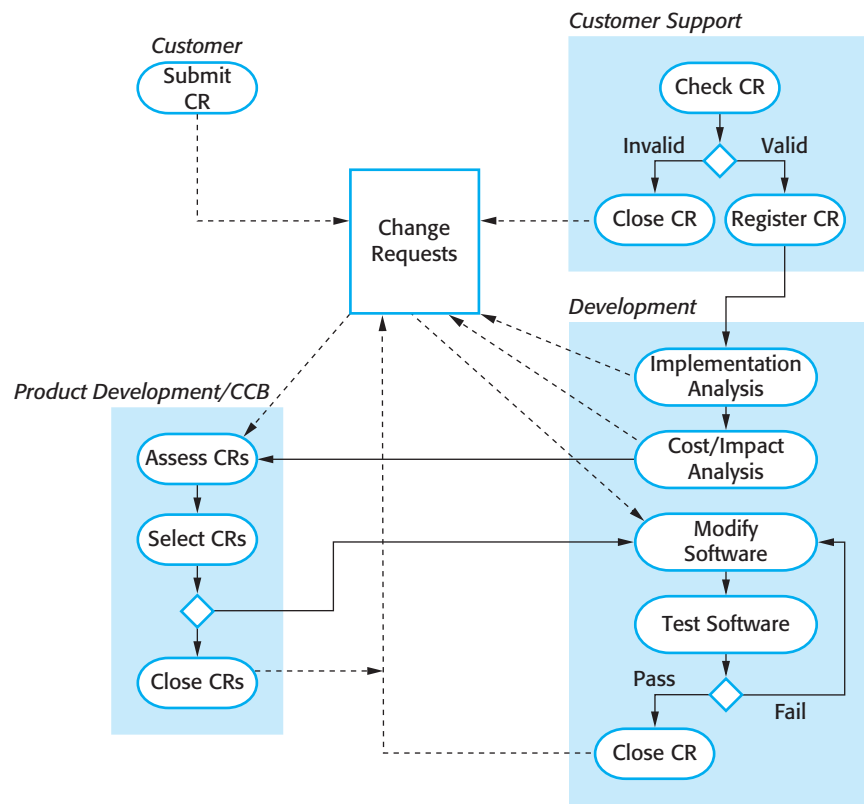 Customer
Submit
CR
Customer Support
Check CR
Invalid
Valid
Close CR
Register CR
Change
Requests
Development
Implementation
Analysis
Cost/Impact
Analysis
Product Development/CCB
Assess CRs
Select CRs
Close CRs
Modify
Software
Test Software
Pass
Fail
Close CR